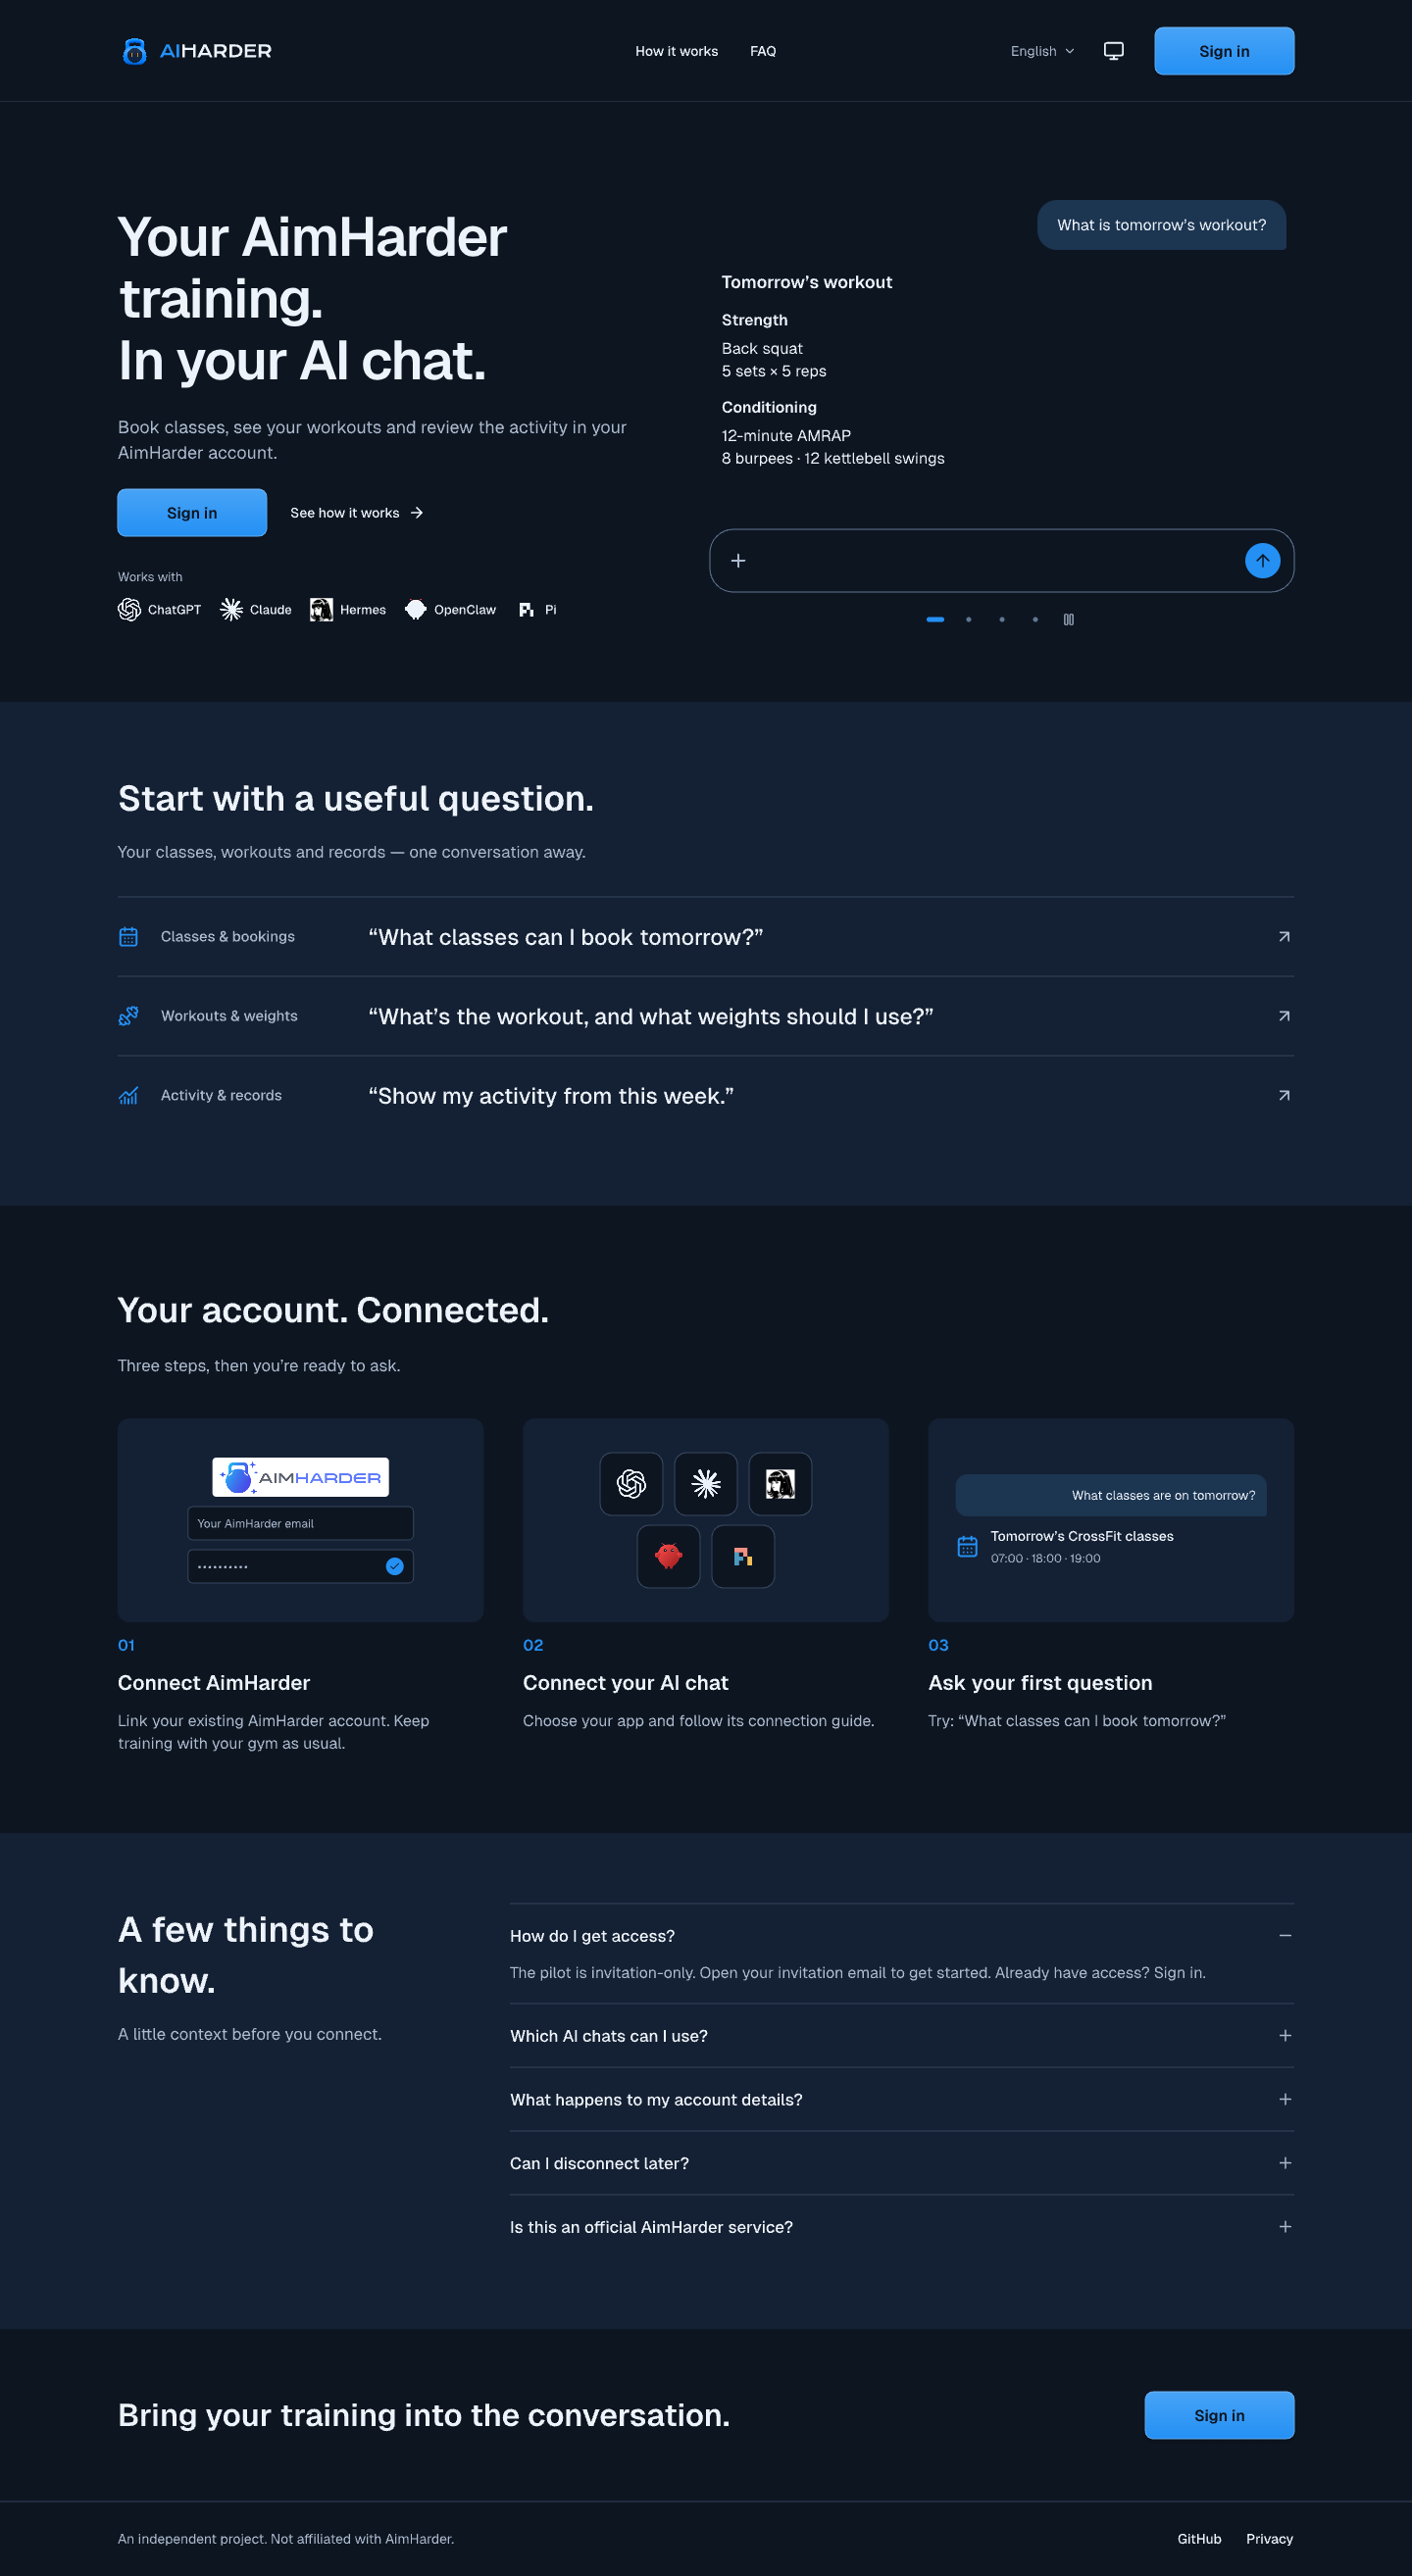 AIHARDER
How it works
FAQ
English
Sign in
Your AimHarder
training.
In your AI chat.
Book classes, see your workouts and review the activity in your
AimHarder account.
Sign in
See how it works
Works with
ChatGPT
Claude
Hermes
OpenClaw
Pi
What is tomorrow’s workout?
Tomorrow’s workout
Strength
Back squat
5 sets × 5 reps
Conditioning
12-minute AMRAP
8 burpees · 12 kettlebell swings
Start with a useful question.
Your classes, workouts and records — one conversation away.
Classes & bookings
“What classes can I book tomorrow?”
Workouts & weights
“What’s the workout, and what weights should I use?”
Activity & records
“Show my activity from this week.”
Your account. Connected.
Three steps, then you’re ready to ask.
AIMHARDER
Your AimHarder email
••••••••••
01
Connect AimHarder
Link your existing AimHarder account. Keep
training with your gym as usual.
02
Connect your AI chat
Choose your app and follow its connection guide.
What classes are on tomorrow?
Tomorrow’s CrossFit classes
07:00 · 18:00 · 19:00
03
Ask your first question
Try: “What classes can I book tomorrow?”
A few things to
know.
A little context before you connect.
How do I get access?
The pilot is invitation-only. Open your invitation email to get started. Already have access? Sign in.
Which AI chats can I use?
What happens to my account details?
Can I disconnect later?
Is this an official AimHarder service?
Bring your training into the conversation.
Sign in
An independent project. Not affiliated with AimHarder.
GitHub
Privacy